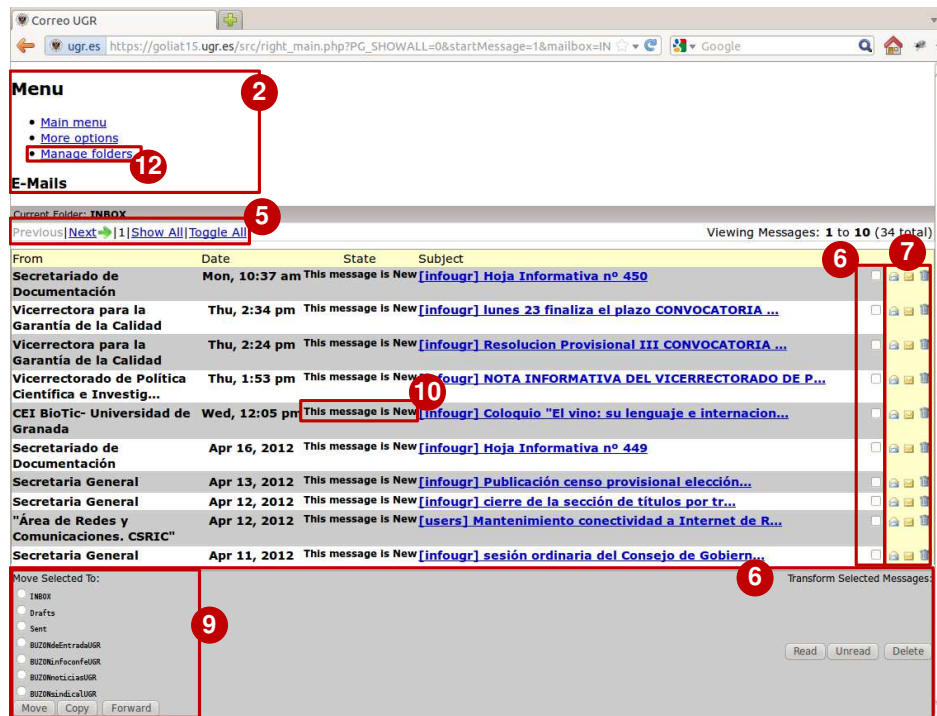 Correo UGR
ugr.es https://goliat15.ugr.es/src/right_main.php?PG_SHOWALL=0&startMessage=1&mailbox=IN Google
Menu
2
Main menu
More options
Manage folders
12
E-Mails
Current Folder: INBOX
5
Previous|Next|1|Show All|Toggle All Viewing Messages: 1 to 10 (34 total)
From Date State Subject 6 7
Secretariado de Documentación Mon, 10:37 am This message is New [infougr] Hoja Informativa nº 450
Vicerrectora para la Garantía de la Calidad Thu, 2:34 pm This message is New [infougr] lunes 23 finaliza el plazo CONVOCATORIA ...
Vicerrectora para la Garantía de la Calidad Thu, 2:24 pm This message is New [infougr] Resolucion Provisional III CONVOCATORIA ...
Vicerrectorado de Política Científica e Investig... Thu, 1:53 pm This message is New [infougr] NOTA INFORMATIVA DEL VICERRECTORADO DE P...
10
CEI BioTic- Universidad de Granada Wed, 12:05 pm This message is New [infougr] Coloquio "El vino: su lenguaje e internacion...
Secretariado de Documentación Apr 16, 2012 This message is New [infougr] Hoja Informativa nº 449
Secretaria General Apr 13, 2012 This message is New [infougr] Publicación censo provisional elección...
Secretaria General Apr 12, 2012 This message is New [infougr] cierre de la sección de títulos por tr...
"Área de Redes y Comunicaciones. CSRIC" Apr 12, 2012 This message is New [users] Mantenimiento conectividad a Internet de R...
Secretaria General Apr 11, 2012 This message is New [infougr] sesión ordinaria del Consejo de Gobiern...
Move Selected To: 6 Transform Selected Messages:
INBOX
Drafts
Sent
9
BUZONdeEntradaUGR
Read Unread Delete
BUZONinfoconfeUGR
BUZONnoticiasUGR
BUZONsindicalUGR
Move Copy Forward